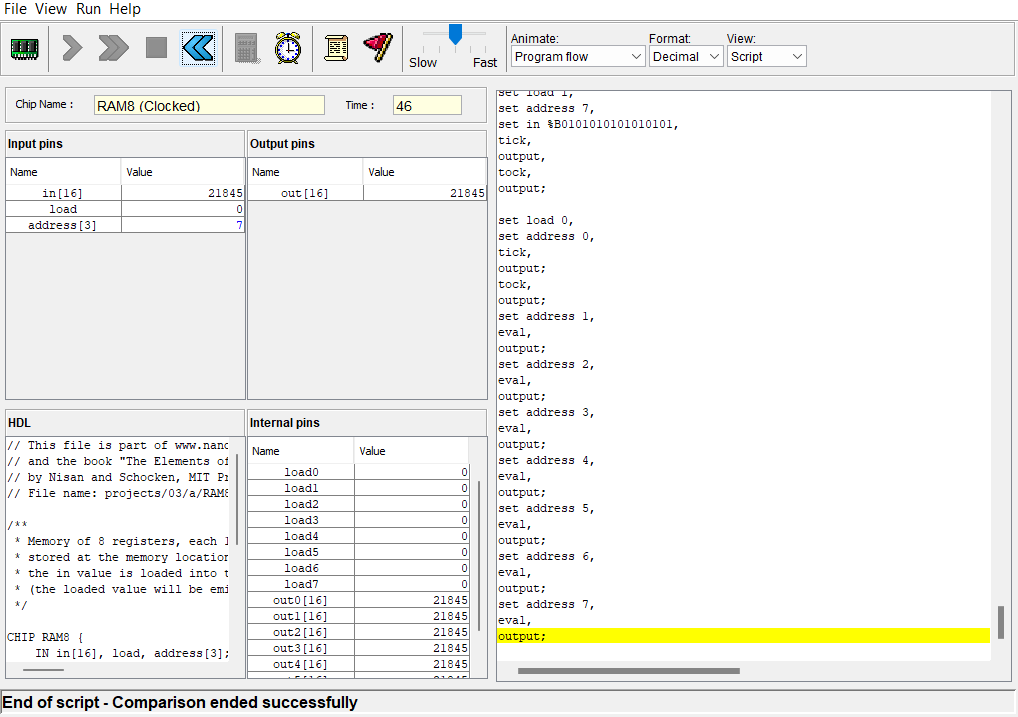 File View Run Help
Slow
Fast
Animate:
Program flow
Format:
Decimal
View:
Script
Chip Name :
RAM8 (Clocked)
Time :
46
Input pins
Name Value
in[16] 21845
load 0
address[3] 7
Output pins
Name Value
out[16] 21845
HDL
// This file is part of www.nand
// and the book "The Elements of
// by Nisan and Schocken, MIT Pr
// File name: projects/03/a/RAM8
/**
* Memory of 8 registers, each 1
* stored at the memory location
* the in value is loaded into t
* (the loaded value will be emi
*/
CHIP RAM8 {
IN in[16], load, address[3];
Internal pins
Name Value
load0 0
load1 0
load2 0
load3 0
load4 0
load5 0
load6 0
load7 0
out0[16] 21845
out1[16] 21845
out2[16] 21845
out3[16] 21845
out4[16] 21845
set load 1,
set address 7,
set in %B0101010101010101,
tick,
output,
tock,
output;
set load 0,
set address 0,
tick,
output;
tock,
output;
set address 1,
eval,
output;
set address 2,
eval,
output;
set address 3,
eval,
output;
set address 4,
eval,
output;
set address 5,
eval,
output;
set address 6,
eval,
output;
set address 7,
eval,
output;
End of script - Comparison ended successfully